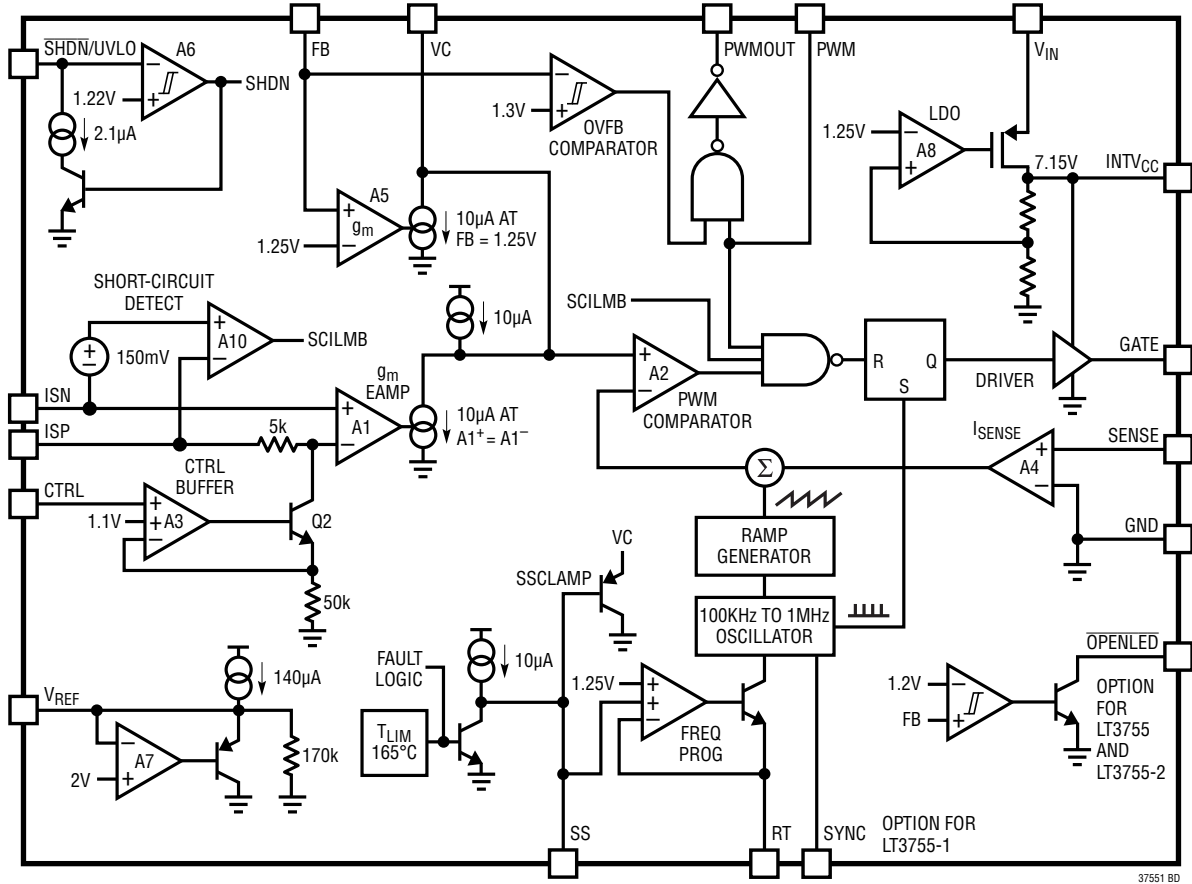 SHDN/UVLO
A6
FB
VC
PWMOUT
PWM
VIN
−
+
1.22V
SHDN
2.1µA
−
+
1.3V
OVFB
COMPARATOR
LDO
1.25V
−
+
A8
7.15V
INTVCC
A5
+
gm
−
1.25V
10µA AT
FB = 1.25V
SHORT-CIRCUIT
DETECT
+
−
150mV
+
A10
−
SCILMB
10µA
SCILMB
+
A2
−
PWM
COMPARATOR
R
Q
S
DRIVER
GATE
ISN
ISP
gm
EAMP
+
A1
−
10µA AT
A1+ = A1−
5k
ISENSE
+
A4
−
SENSE
GND
CTRL
CTRL
BUFFER
+
+
A3
−
1.1V
Q2
50k
Σ
RAMP
GENERATOR
100KHz TO 1MHz
OSCILLATOR
VC
SSCLAMP
10µA
FAULT
LOGIC
TLIM
165°C
1.25V
+
+
−
FREQ
PROG
OPENLED
1.2V
−
FB
+
OPTION
FOR
LT3755
AND
LT3755-2
VREF
140µA
−
A7
+
2V
170k
SS
RT
SYNC
OPTION FOR
LT3755-1
37551 BD